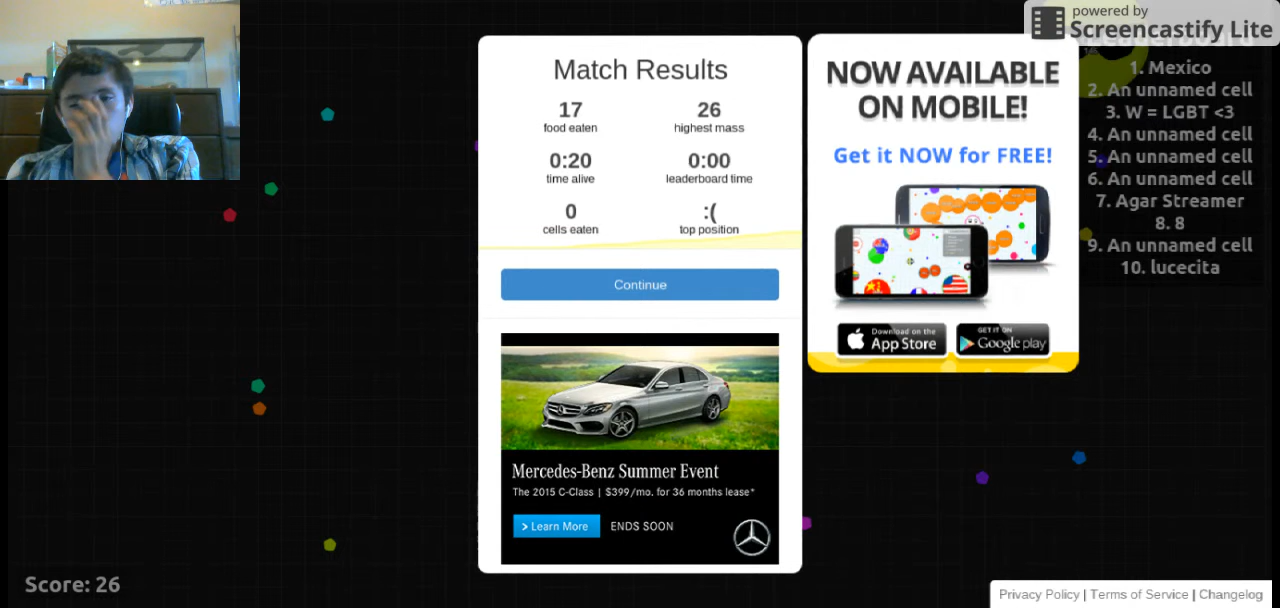 powered by
Screencastify Lite
Match Results
17
food eaten
26
highest mass
0:20
time alive
0:00
leaderboard time
0
cells eaten
:(
top position
Continue
Mercedes-Benz Summer Event
The 2015 C-Class | $399/mo. for 36 months lease*
> Learn More
ENDS SOON
NOW AVAILABLE
ON MOBILE!
Get it NOW for FREE!
Download on the
App Store
GET IT ON
Google play
1. Mexico
2. An unnamed cell
3. W = LGBT <3
4. An unnamed cell
5. An unnamed cell
6. An unnamed cell
7. Agar Streamer
8. 8
9. An unnamed cell
10. lucecita
Score: 26
Privacy Policy | Terms of Service | Changelog